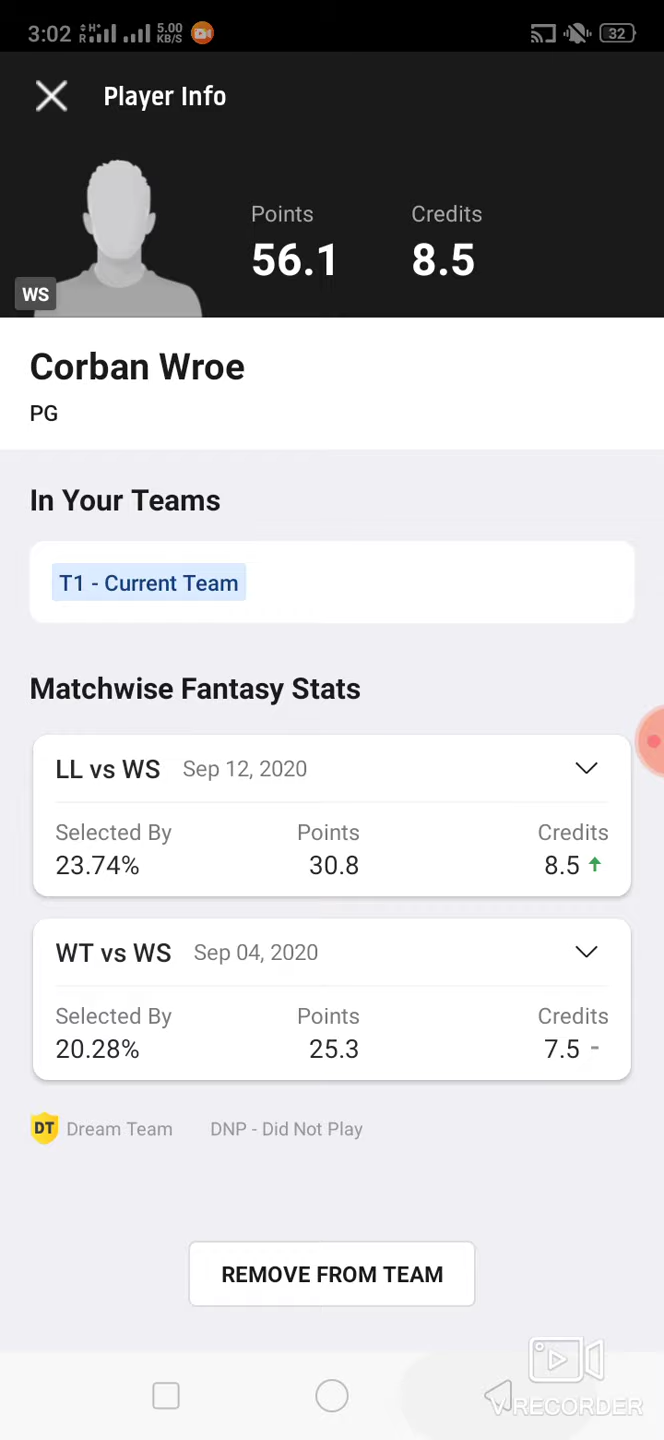 3:02 R H+ 5.00 KB/S 32
Player Info
Points Credits
56.1 8.5
WS
Corban Wroe
PG
In Your Teams
T1 - Current Team
Matchwise Fantasy Stats
LL vs WS Sep 12, 2020
Selected By Points Credits
23.74% 30.8 8.5
WT vs WS Sep 04, 2020
Selected By Points Credits
20.28% 25.3 7.5 -
DT Dream Team DNP - Did Not Play
REMOVE FROM TEAM
V RECORDER